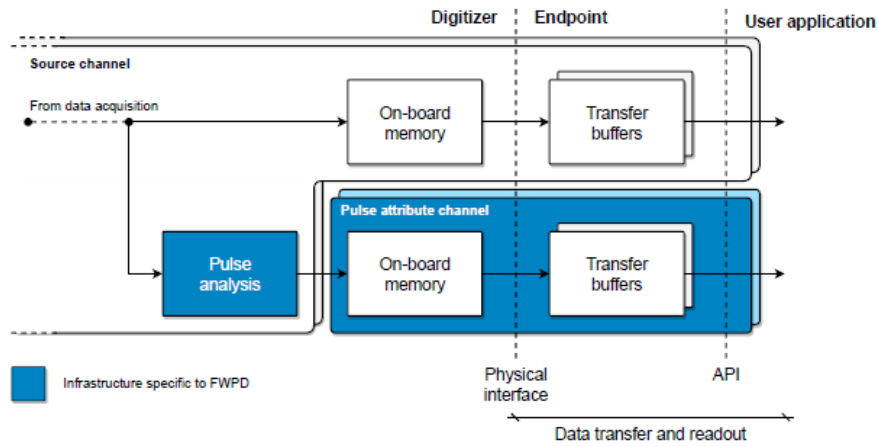 Digitizer
Endpoint
User application
Source channel
From data acquisition
On-board
memory
Transfer
buffers
Pulse attribute channel
Pulse
analysis
On-board
memory
Transfer
buffers
Infrastructure specific to FWPD
Physical
interface
API
Data transfer and readout